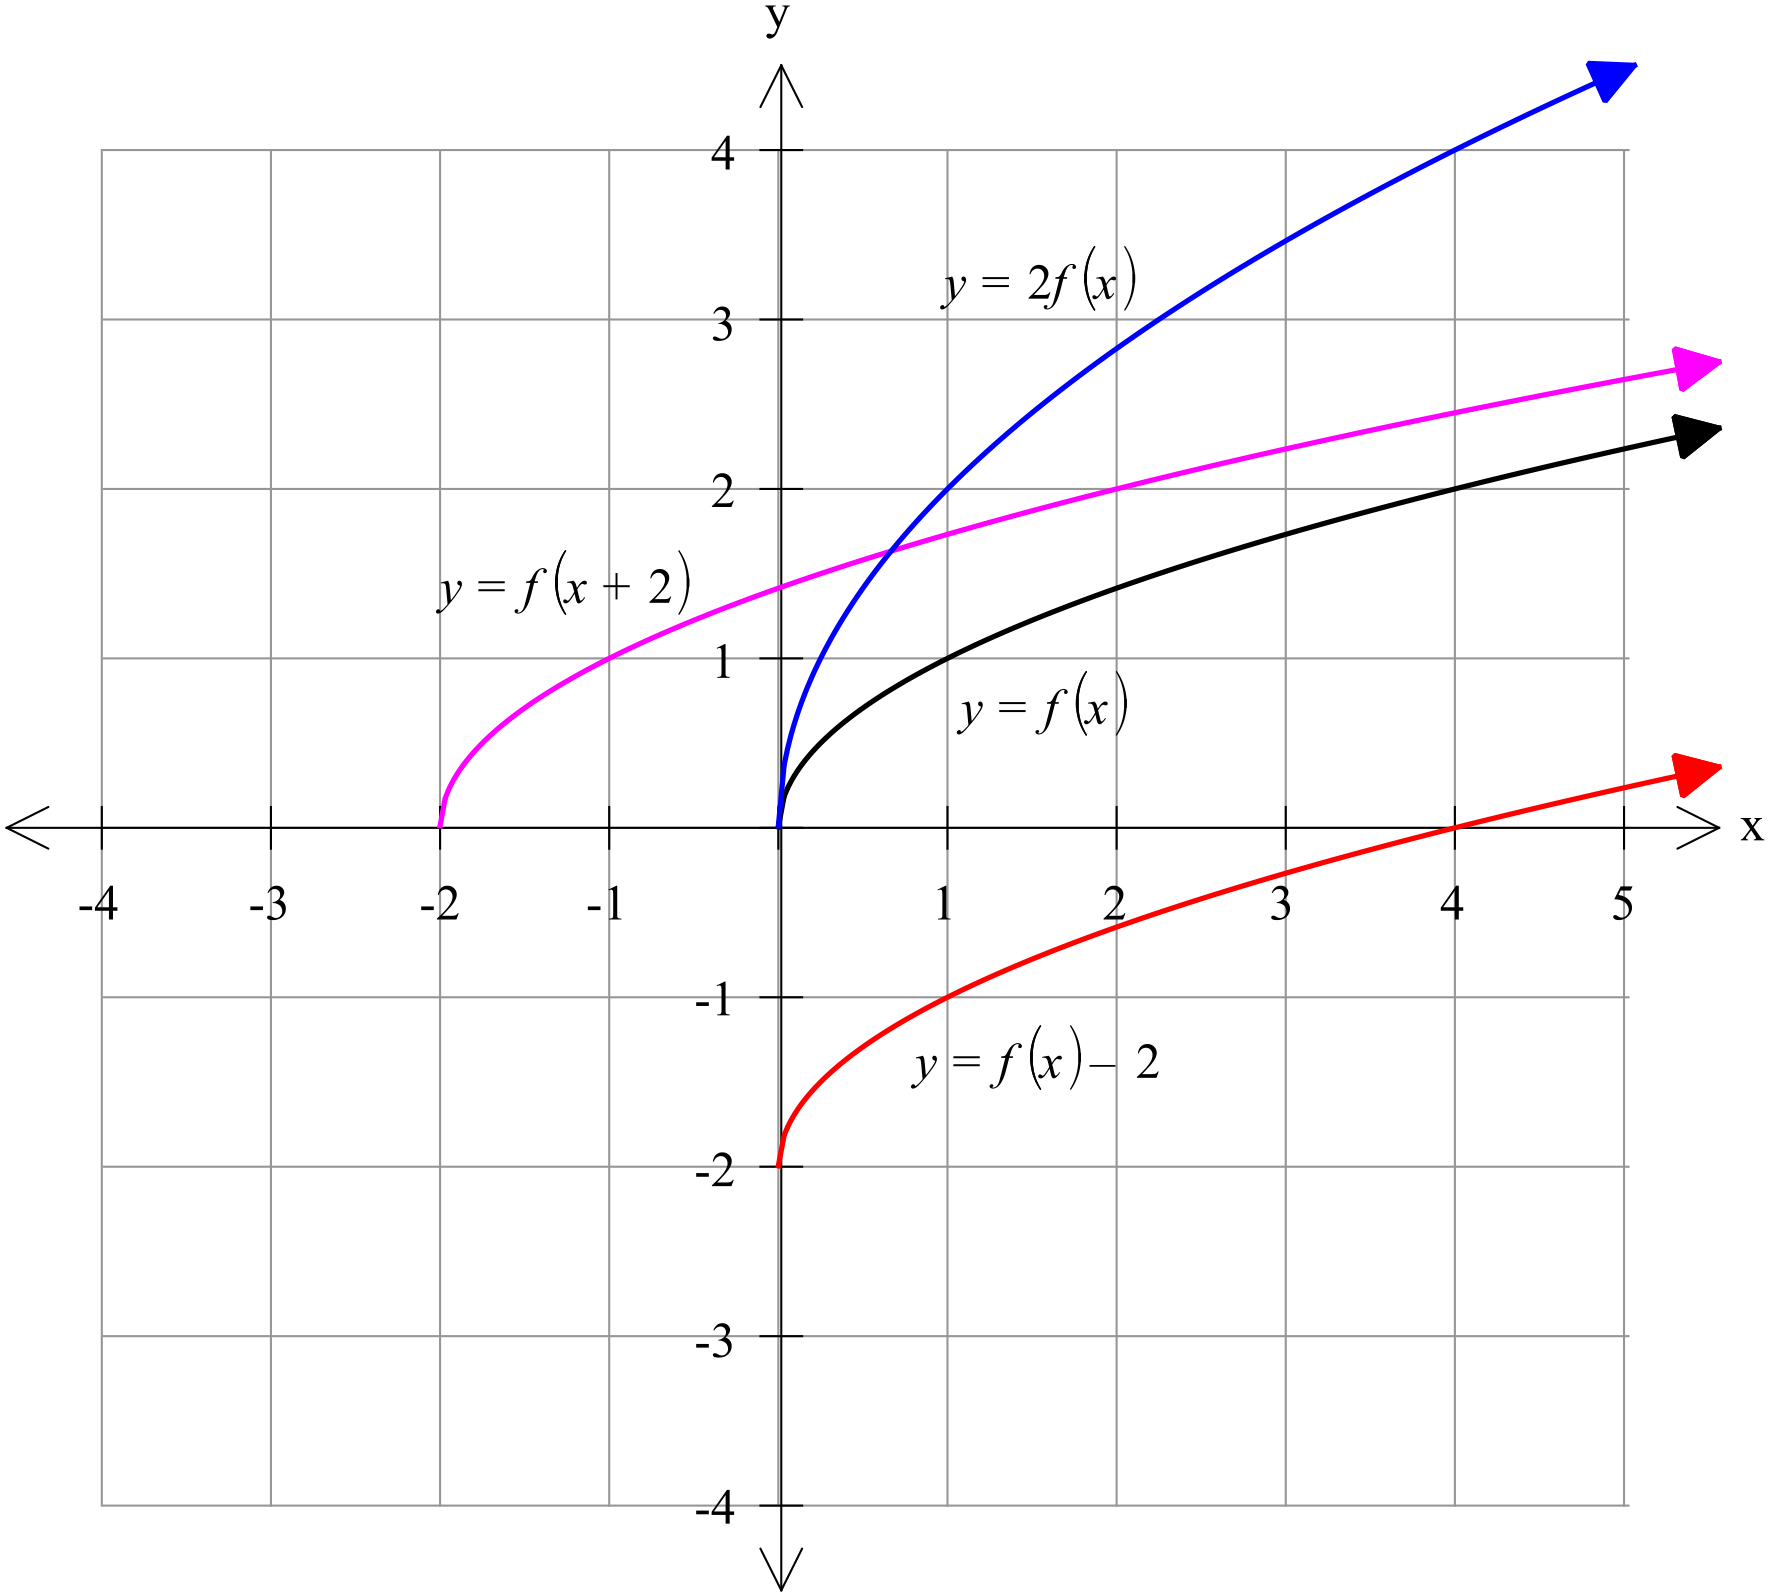 y
4
y = 2f(x)
3
2
y = f(x + 2)
1
y = f(x)
x
-4 -3 -2 -1 1 2 3 4 5
-1
y = f(x) – 2
-2
-3
-4